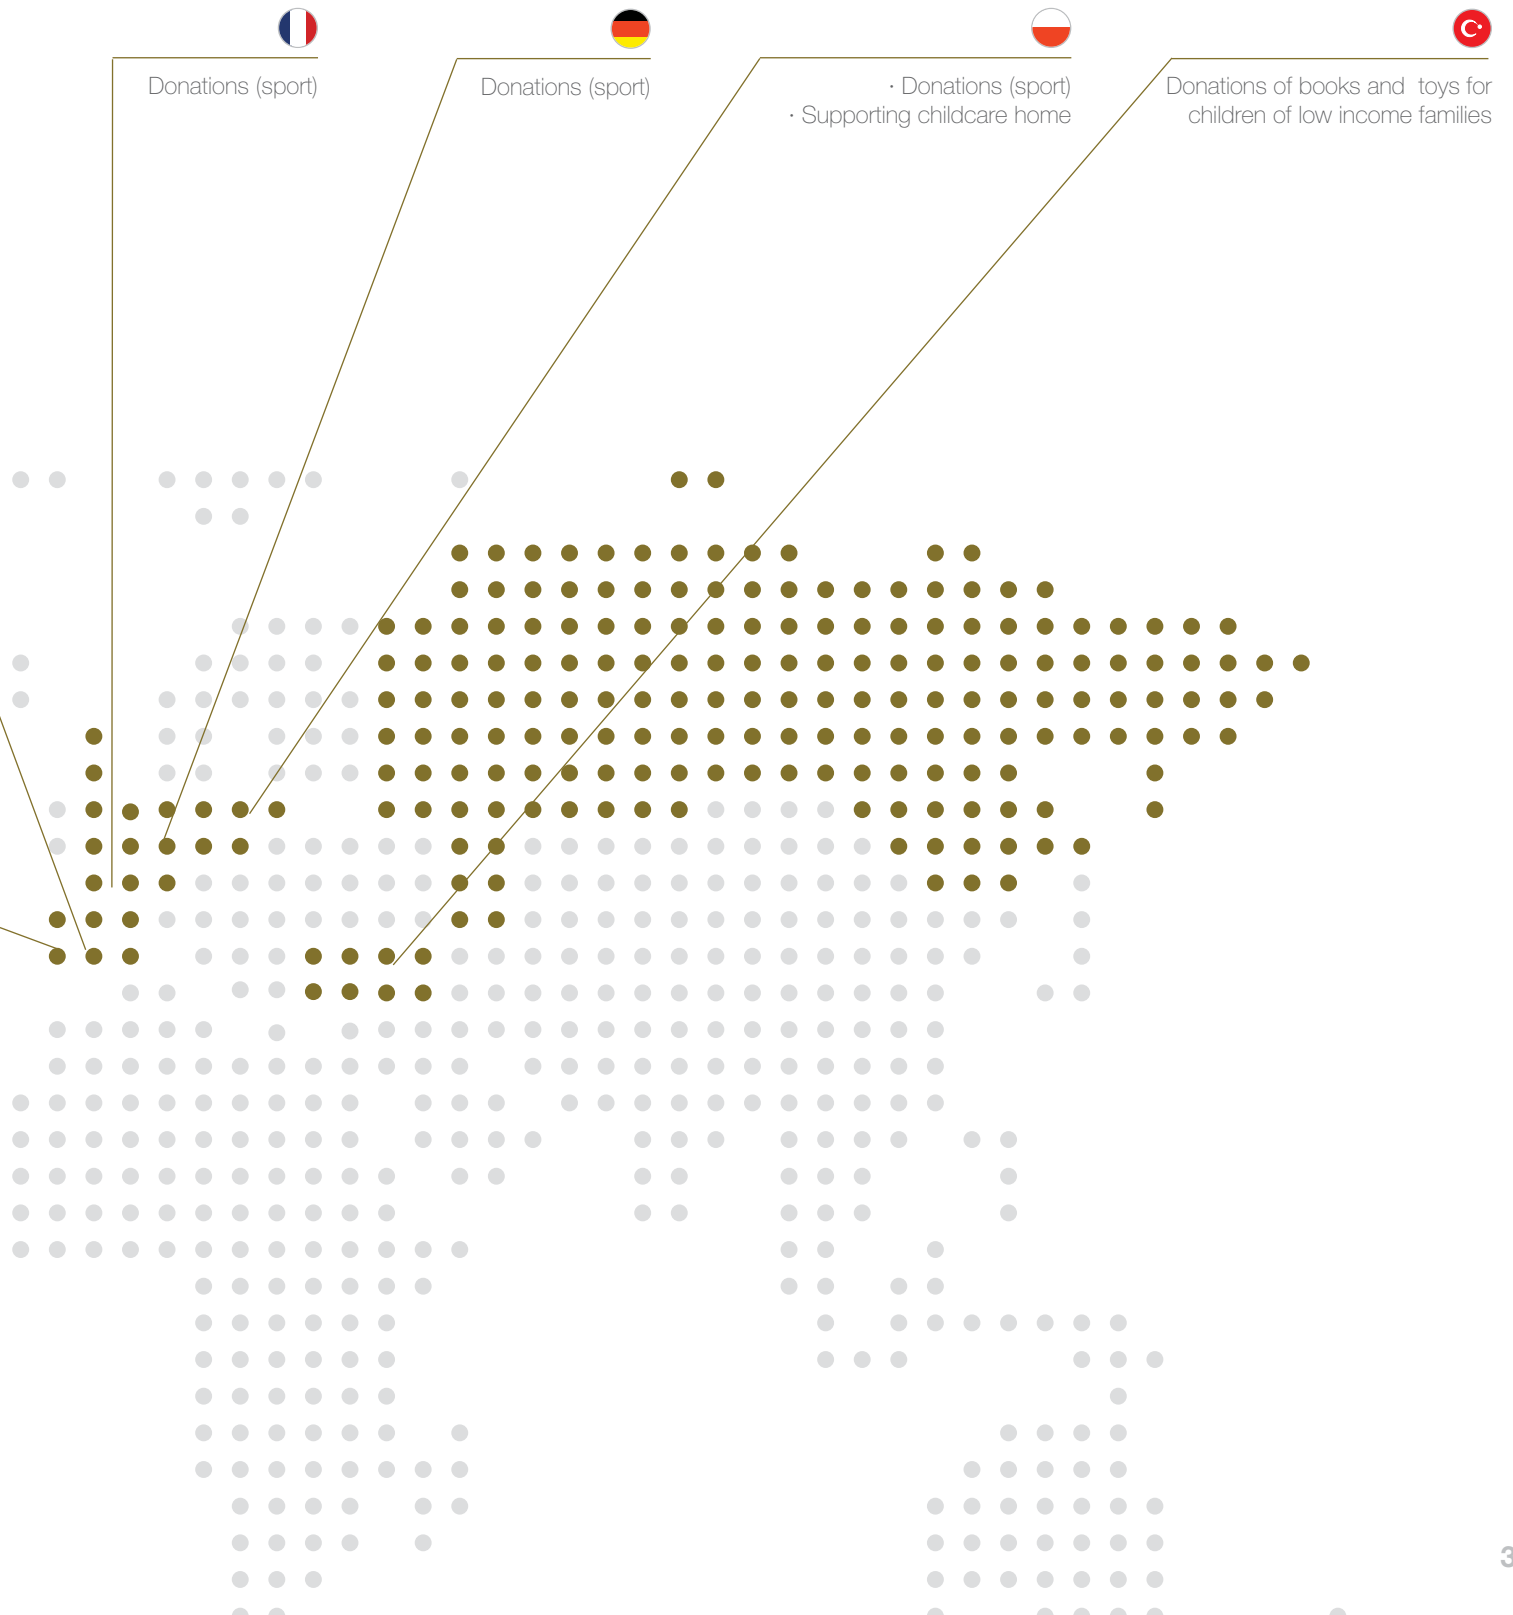 Donations (sport)
Donations (sport)
· Donations (sport)
· Supporting childcare home
Donations of books and  toys for
children of low income families
3